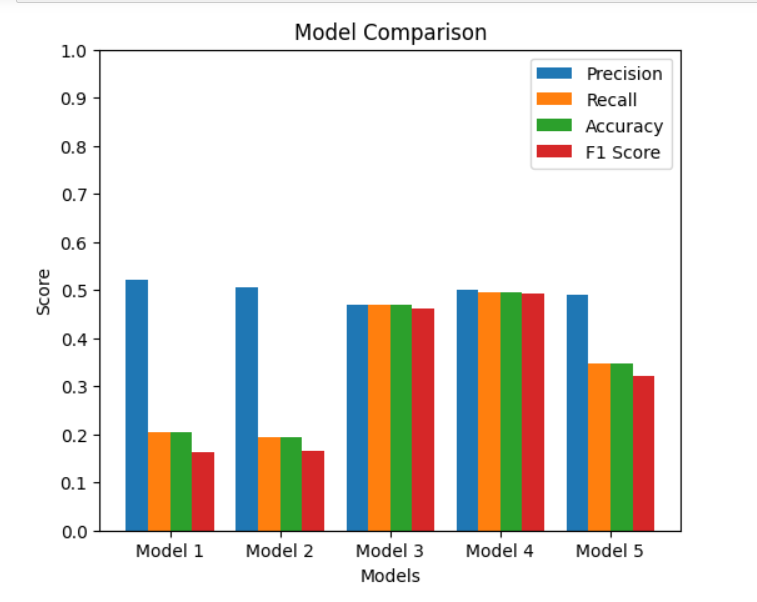 Model Comparison
1.0
0.9
0.8
0.7
0.6
0.5
0.4
0.3
0.2
0.1
0.0
Score
Precision
Recall
Accuracy
F1 Score
Model 1 Model 2 Model 3 Model 4 Model 5
Models